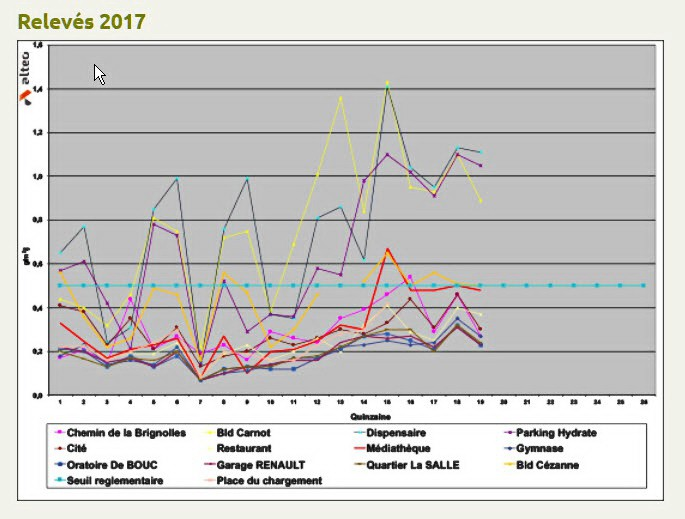 Relevés 2017
alteo
1,6
1,4
1,2
1,0
0,8
0,6
0,4
0,2
0,0
g/m²j
1 2 3 4 5 6 7 8 9 10 11 12 13 14 15 16 17 18 19 20 21 22 23 24 25 26
Quinzaine
Chemin de la Brignolles Bld Carnot Dispensaire Parking Hydrate
Cité Restaurant Médiathèque Gymnase
Oratoire De BOUC Garage RENAULT Quartier La SALLE Bld Cézanne
Seuil reglementaire Place du chargement